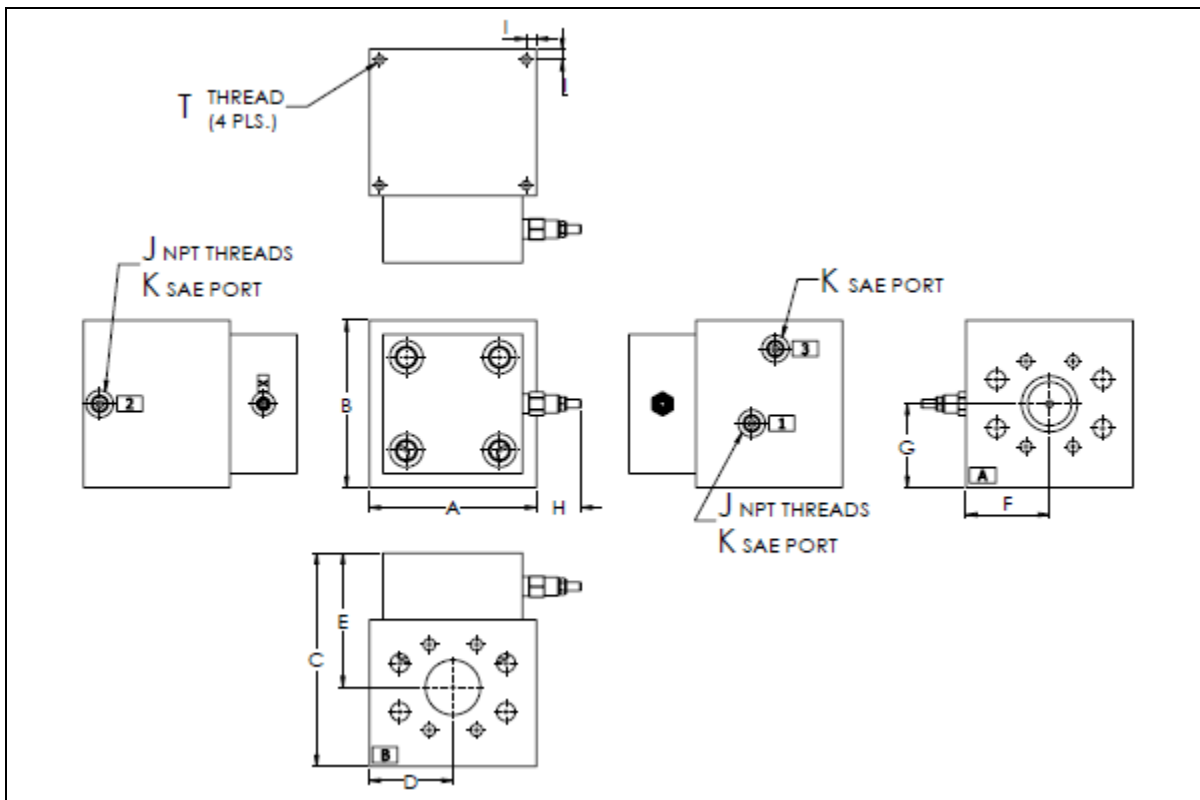 I
L
T THREAD
(4 PLS.)
J NPT THREADS
K SAE PORT
K SAE PORT
2
X
3
1
B
G
A
H
A
F
J NPT THREADS
K SAE PORT
E
C
B
D